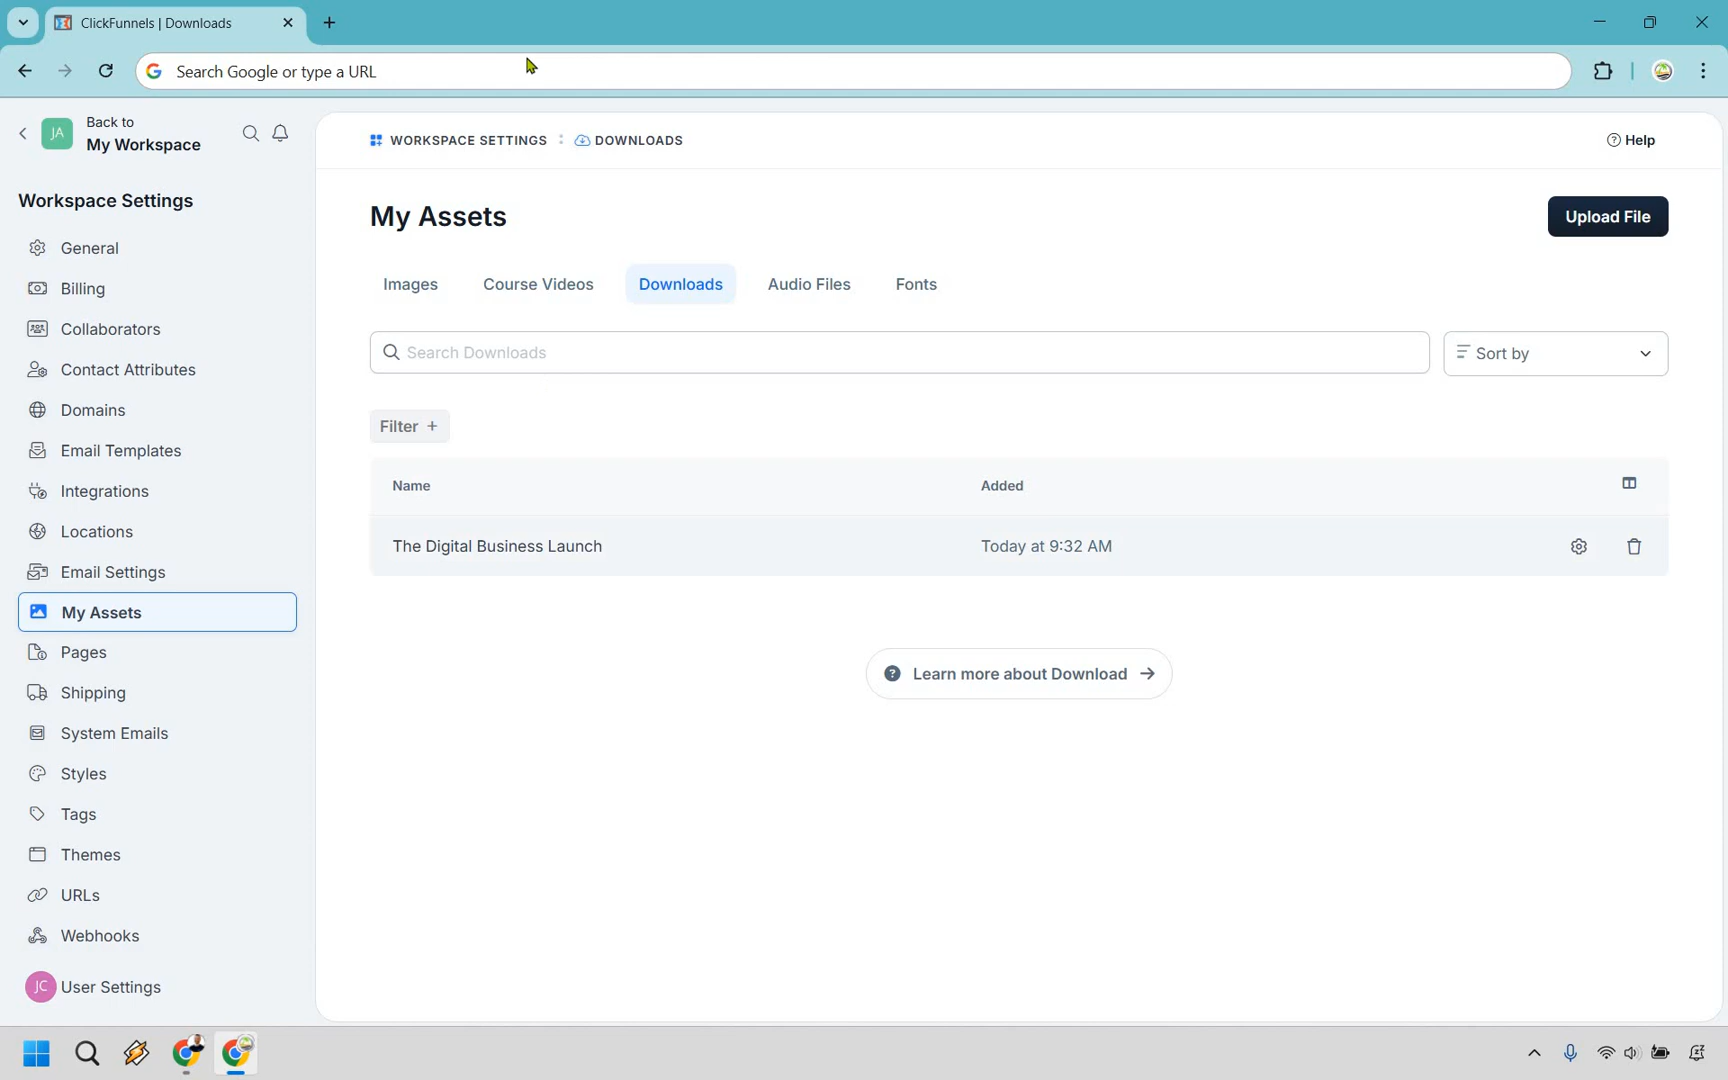 ClickFunnels | Downloads
Search Google or type a URL
JA
Back to
My Workspace
WORKSPACE SETTINGS
DOWNLOADS
Help
Workspace Settings
General
Billing
Collaborators
Contact Attributes
Domains
Email Templates
Integrations
Locations
Email Settings
My Assets
Pages
Shipping
System Emails
Styles
Tags
Themes
URLs
Webhooks
JC User Settings
My Assets
Upload File
Images Course Videos Downloads Audio Files Fonts
Search Downloads
Sort by
Filter +
Name Added
The Digital Business Launch Today at 9:32 AM
Learn more about Download →